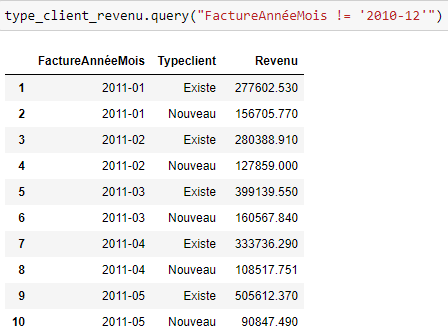 type_client_revenu.query("FactureAnnéeMois != '2010-12'")
FactureAnnéeMois Typeclient Revenu
1 2011-01 Existe 277602.530
2 2011-01 Nouveau 156705.770
3 2011-02 Existe 280388.910
4 2011-02 Nouveau 127859.000
5 2011-03 Existe 399139.550
6 2011-03 Nouveau 160567.840
7 2011-04 Existe 333736.290
8 2011-04 Nouveau 108517.751
9 2011-05 Existe 505612.370
10 2011-05 Nouveau 90847.490